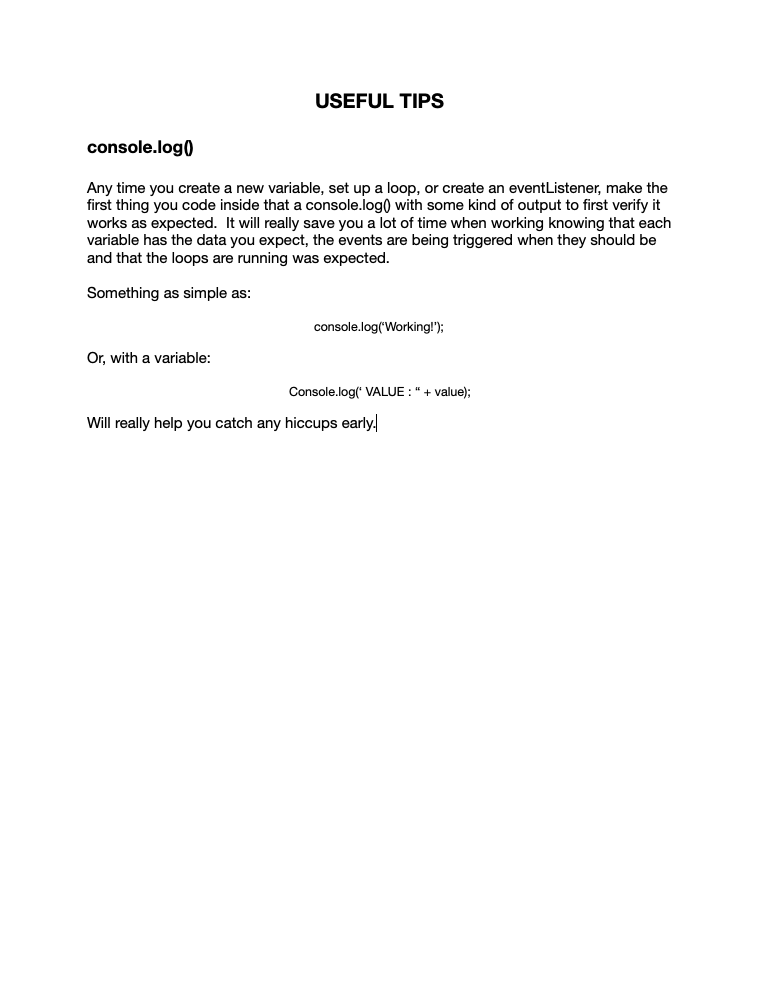 USEFUL TIPS
console.log()
Any time you create a new variable, set up a loop, or create an eventListener, make the
first thing you code inside that a console.log() with some kind of output to first verify it
works as expected.  It will really save you a lot of time when working knowing that each
variable has the data you expect, the events are being triggered when they should be
and that the loops are running was expected.
Something as simple as:
console.log(‘Working!’);
Or, with a variable:
Console.log(‘ VALUE : “ + value);
Will really help you catch any hiccups early.